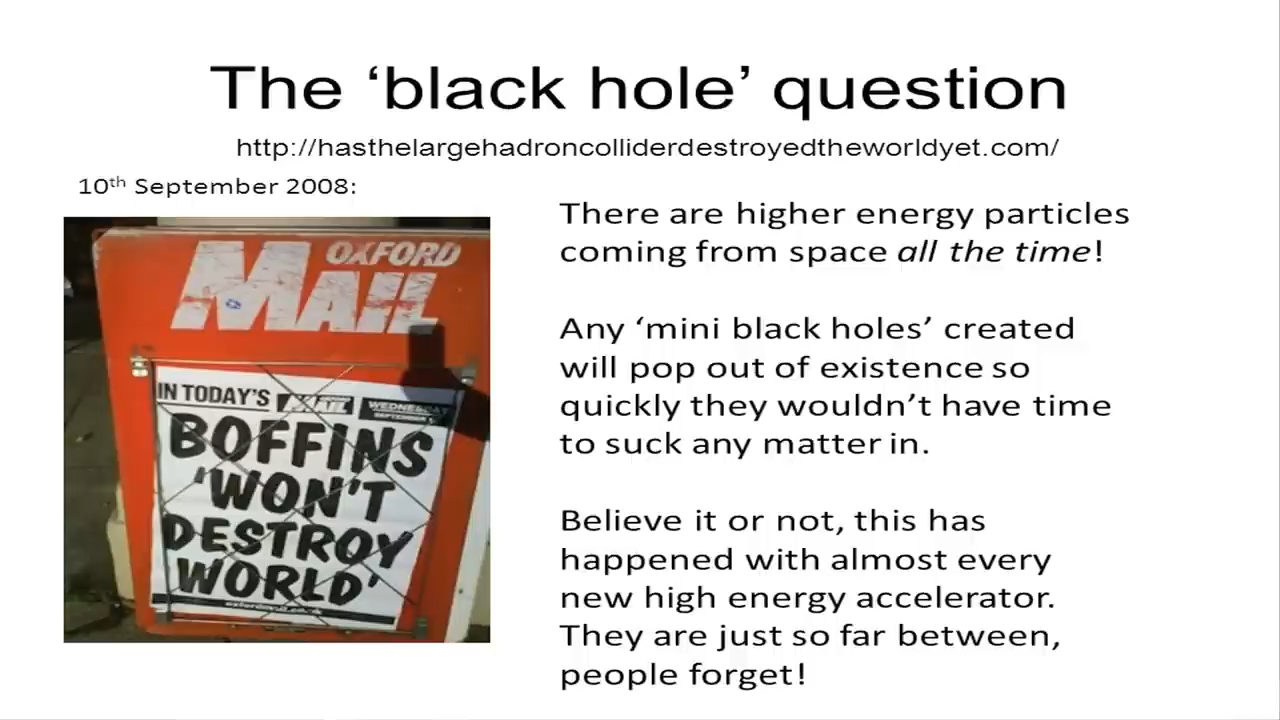 The ‘black hole’ question
http://hasthelargehadroncolliderdestroyedtheworldyet.com/
10th September 2008:
OXFORD
MAIL
IN TODAY'S
WEDNESDAY
SEPTEMBER
BOFFINS
'WON'T
DESTROY
WORLD'
There are higher energy particles
coming from space all the time!
Any ‘mini black holes’ created
will pop out of existence so
quickly they wouldn’t have time
to suck any matter in.
Believe it or not, this has
happened with almost every
new high energy accelerator.
They are just so far between,
people forget!